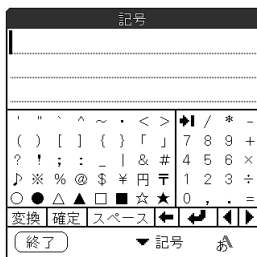 記号
' " ` ^ ~ ・ < > / * -
( ) [ ] { } 「 」 7 8 9 +
? ! ; : _ | & # 4 5 6 ×
♪ ※ % @ $ ¥ 円 〒 1 2 3 ÷
○ ● △ ▲ □ ■ ☆ ★ 0 , . =
変換 確定 スペース
終了 ▼ 記号 あA